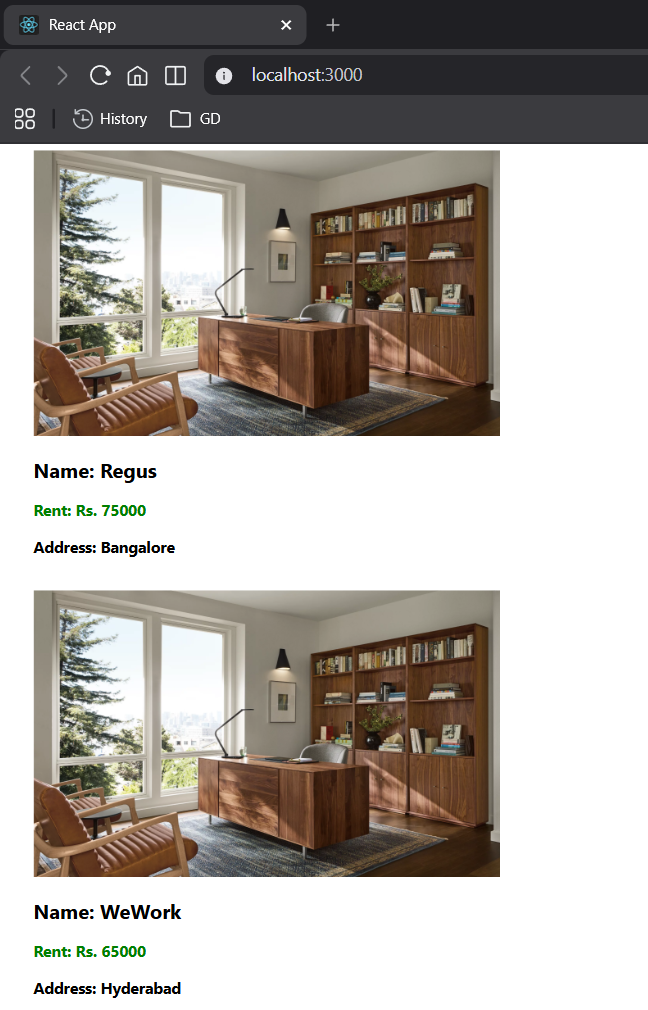 React App
localhost:3000
History
GD
Name: Regus
Rent: Rs. 75000
Address: Bangalore
Name: WeWork
Rent: Rs. 65000
Address: Hyderabad